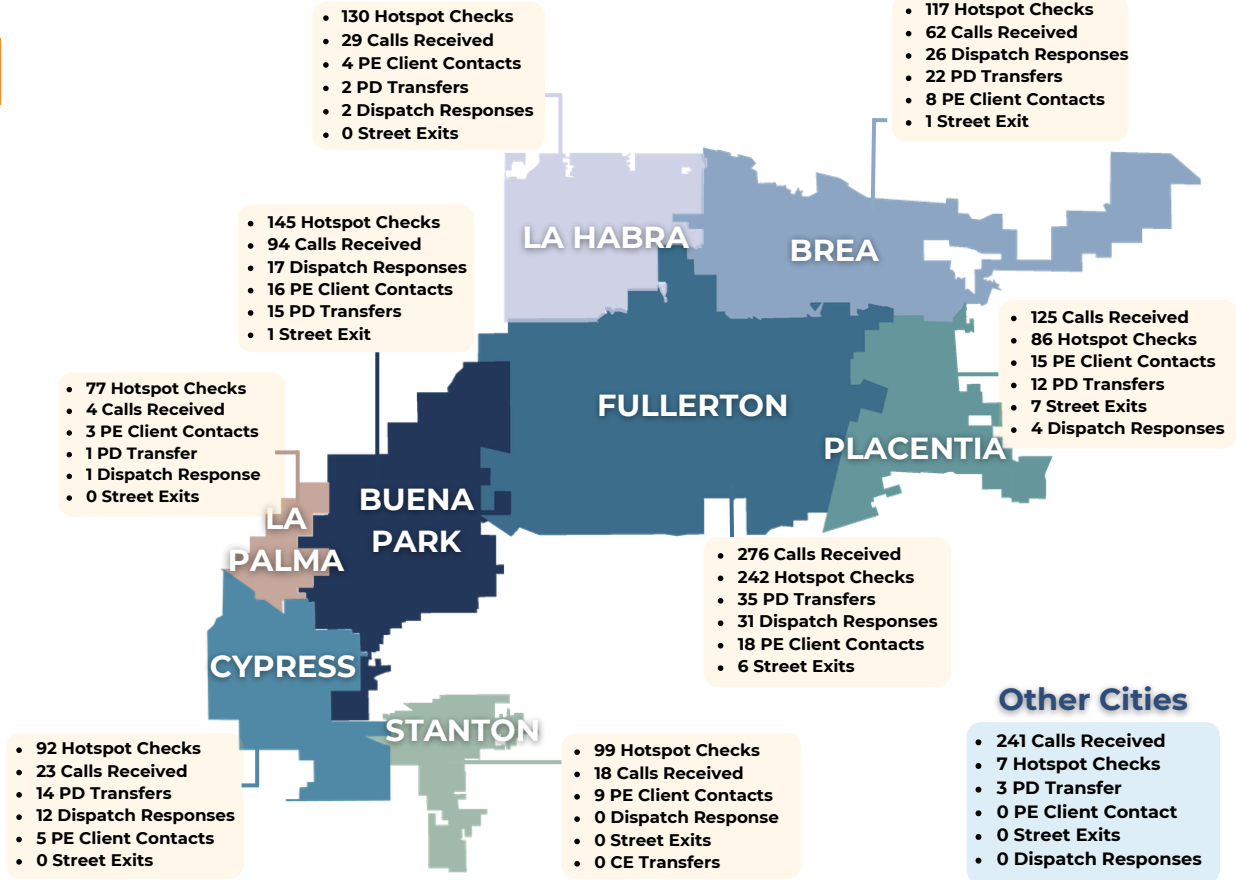 130 Hotspot Checks
29 Calls Received
4 PE Client Contacts
2 PD Transfers
2 Dispatch Responses
0 Street Exits
117 Hotspot Checks
62 Calls Received
26 Dispatch Responses
22 PD Transfers
8 PE Client Contacts
1 Street Exit
145 Hotspot Checks
94 Calls Received
17 Dispatch Responses
16 PE Client Contacts
15 PD Transfers
1 Street Exit
LA HABRA
BREA
125 Calls Received
86 Hotspot Checks
15 PE Client Contacts
12 PD Transfers
7 Street Exits
4 Dispatch Responses
77 Hotspot Checks
4 Calls Received
3 PE Client Contacts
1 PD Transfer
1 Dispatch Response
0 Street Exits
FULLERTON
PLACENTIA
BUENA
PARK
LA
PALMA
276 Calls Received
242 Hotspot Checks
35 PD Transfers
31 Dispatch Responses
18 PE Client Contacts
6 Street Exits
CYPRESS
STANTON
92 Hotspot Checks
23 Calls Received
14 PD Transfers
12 Dispatch Responses
5 PE Client Contacts
0 Street Exits
99 Hotspot Checks
18 Calls Received
9 PE Client Contacts
0 Dispatch Response
0 Street Exits
0 CE Transfers
Other Cities
241 Calls Received
7 Hotspot Checks
3 PD Transfer
0 PE Client Contact
0 Street Exits
0 Dispatch Responses